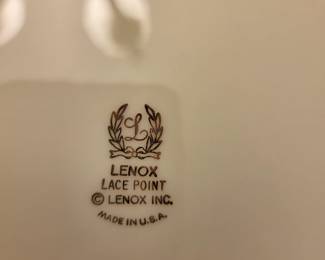 L
LENOX
LACE POINT
© LENOX INC.
MADE IN U.S.A.